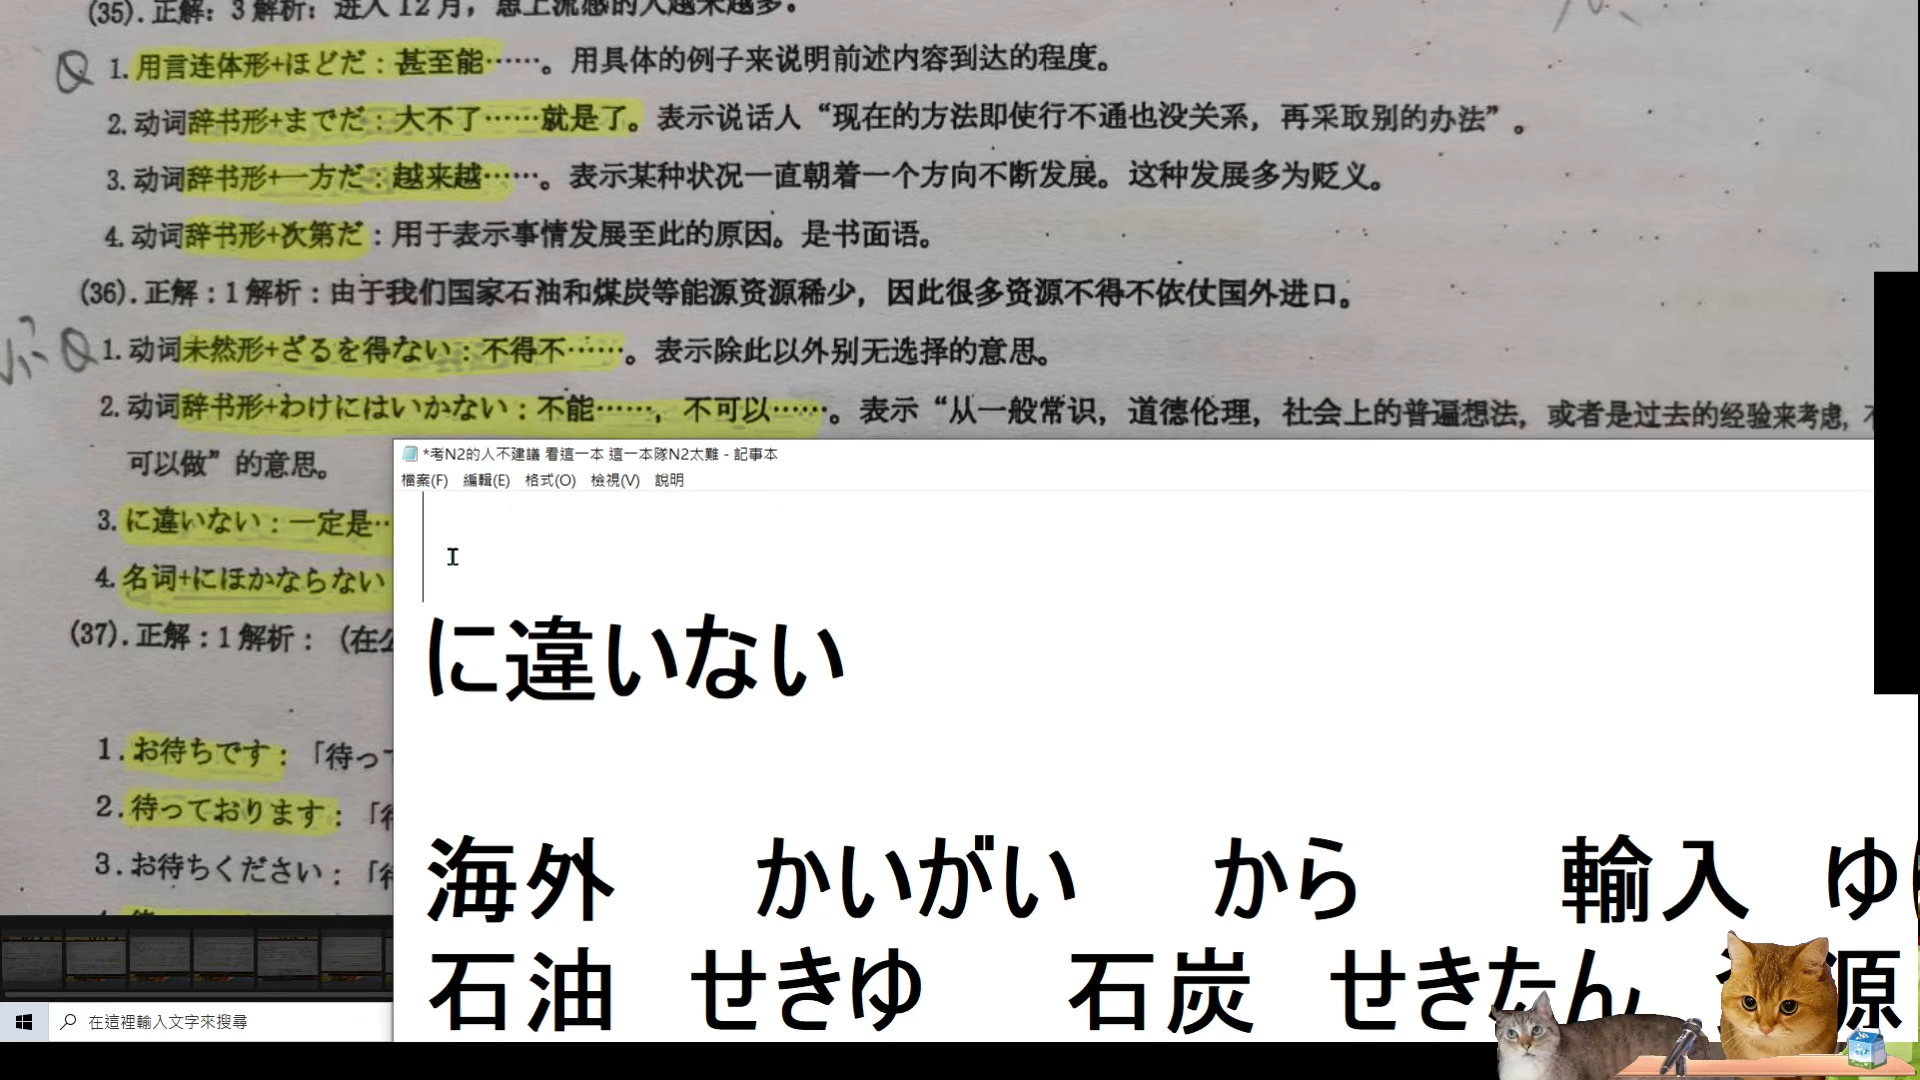 (35).正解：3 解析：进入 12 月，患上流感的人越来越多。
Q 1.用言连体形+ほどだ：甚至能……。用具体的例子来说明前述内容到达的程度。
2.动词辞书形+までだ：大不了……就是了。表示说话人“现在的方法即使行不通也没关系，再采取别的办法”。
3.动词辞书形+一方だ：越来越……。表示某种状况一直朝着一个方向不断发展。这种发展多为贬义。
4.动词辞书形+次第だ：用于表示事情发展至此的原因。是书面语。
(36).正解：1 解析：由于我们国家石油和煤炭等能源资源稀少，因此很多资源不得不依仗国外进口。
Q 1.动词未然形+ざるを得ない：不得不……。表示除此以外别无选择的意思。
2.动词辞书形+わけにはいかない：不能……，不可以……。表示“从一般常识，道德伦理，社会上的普遍想法，或者是过去的经验来考虑，不
可以做”的意思。
3.に違いない：一定是…
4.名词+にほかならない
(37).正解：1 解析：（在公
1.お待ちです：「待って
2.待っております：「待
3.お待ちください：「待
*考N2的人不建議 看這一本 這一本隊N2太難 - 記事本
檔案(F) 編輯(E) 格式(O) 檢視(V) 說明
に違いない
海外 かいがい から 輸入 ゆ
石油 せきゆ 石炭 せきたん 源
在這裡輸入文字來搜尋